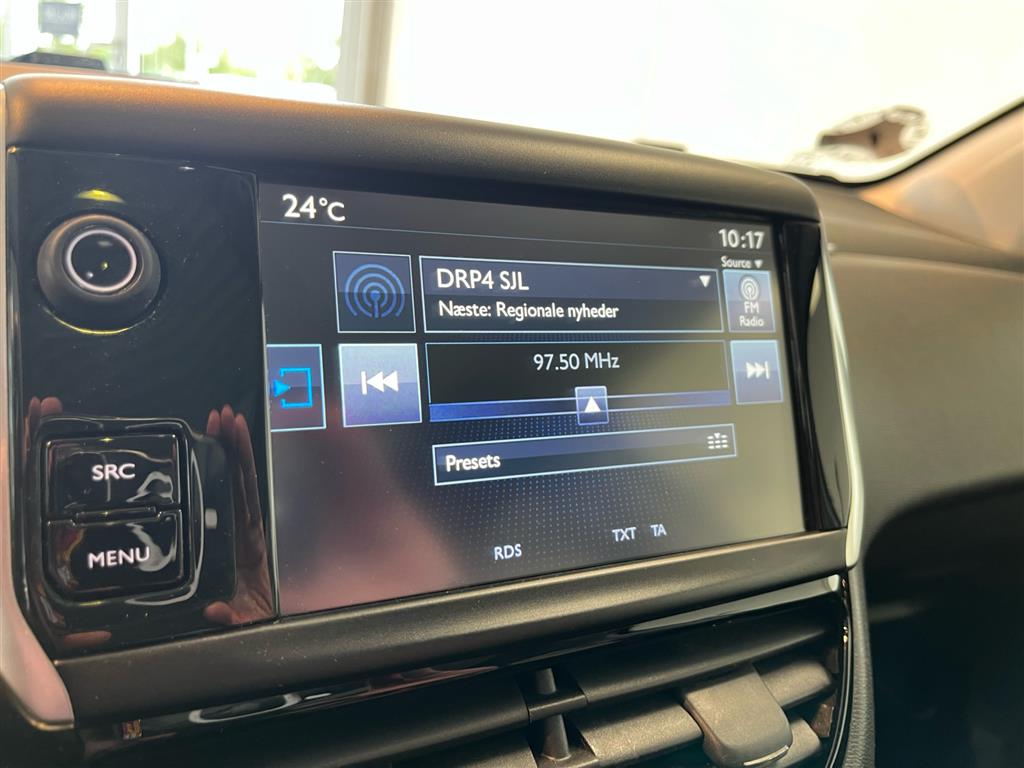 24°C
10:17
Source
DRP4 SJL
Næste: Regionale nyheder
FM
Radio
97.50 MHz
Presets
SRC
MENU
RDS
TXT TA